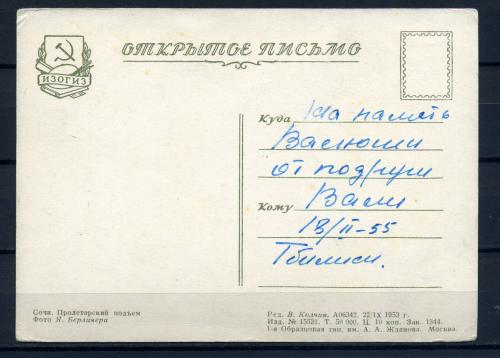 ИЗОГИЗ
ОТКРЫТОЕ ПИСЬМО
Куда На память
Валюши
от подруги
Кому Вали
18/II-55
Тбилиси.
Сочи. Пролетарский подъем
Фото Я. Берлинера
Ред. В. Колчин. А06342. 22/IX 1953 г.
Изд. № 15531. Т. 50 000. Ц. 10 коп. Зак. 1344.
1-я Образцовая тип. им. А. А. Жданова. Москва.